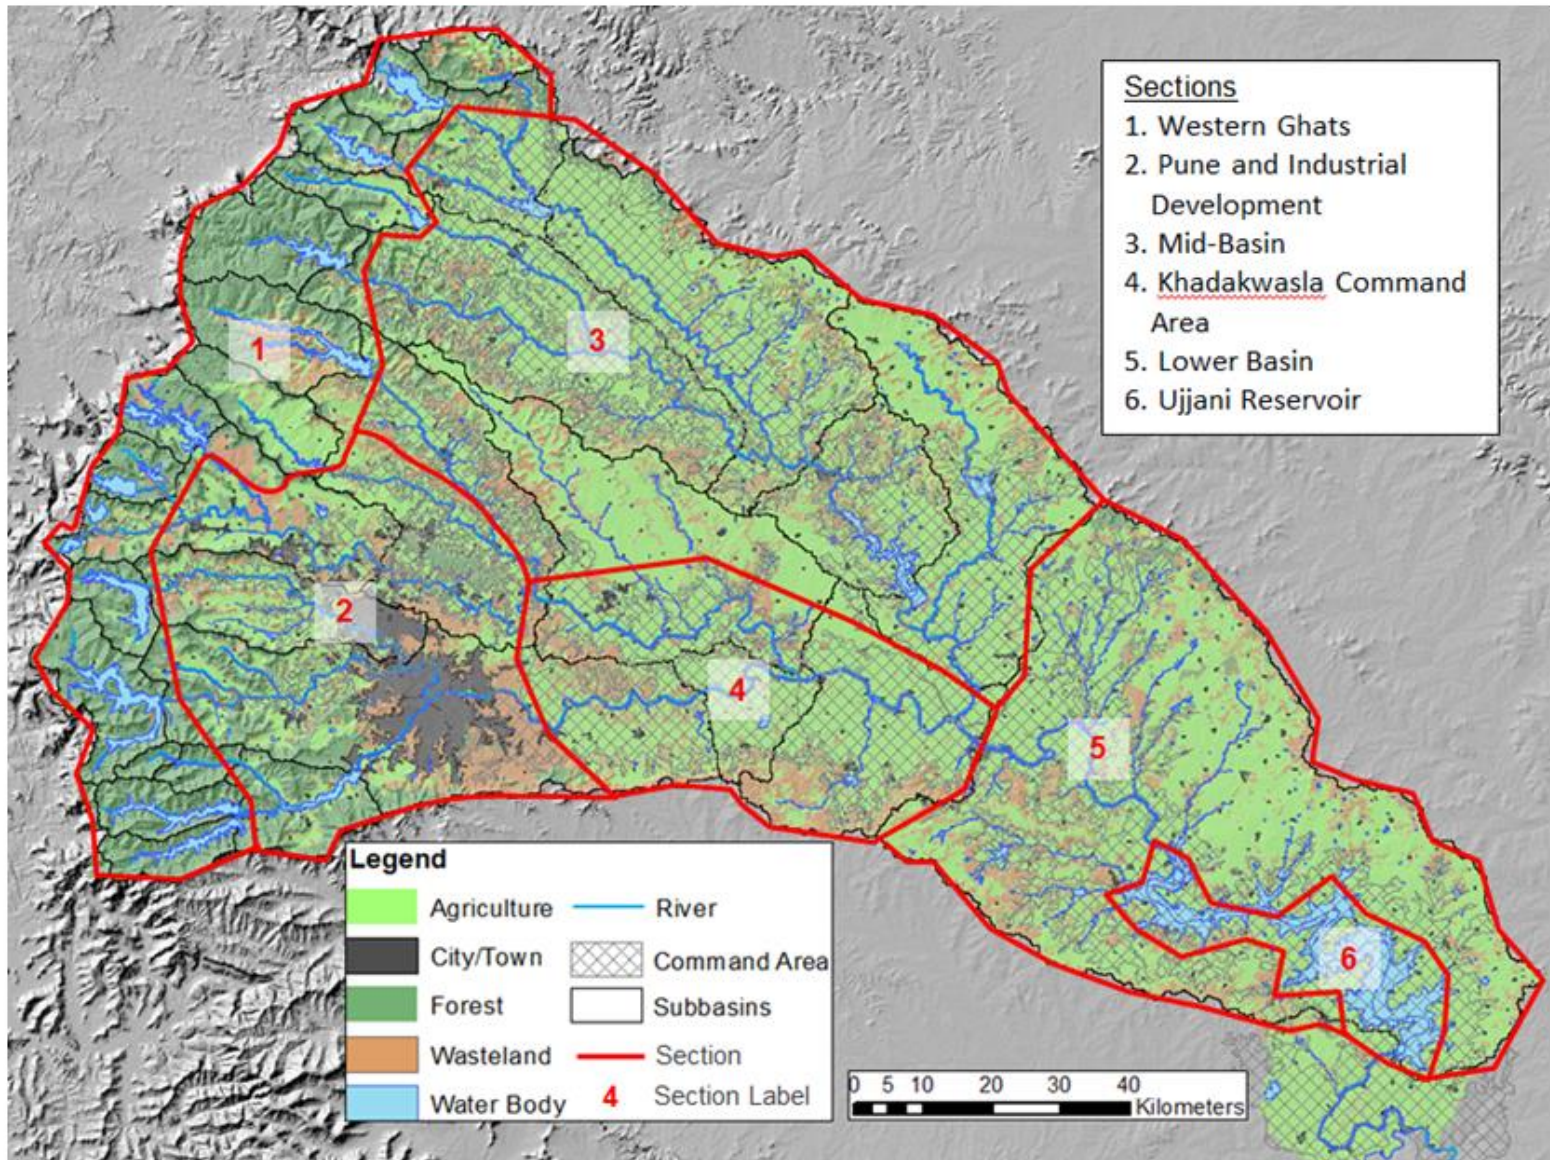 Sections
1. Western Ghats
2. Pune and Industrial
Development
3. Mid-Basin
4. Khadakwasla Command
Area
5. Lower Basin
6. Ujjani Reservoir
1
2
3
4
5
6
Legend
Agriculture
City/Town
Forest
Wasteland
Water Body
River
Command Area
Subbasins
Section
4 Section Label
0 5 10 20 30 40
Kilometers